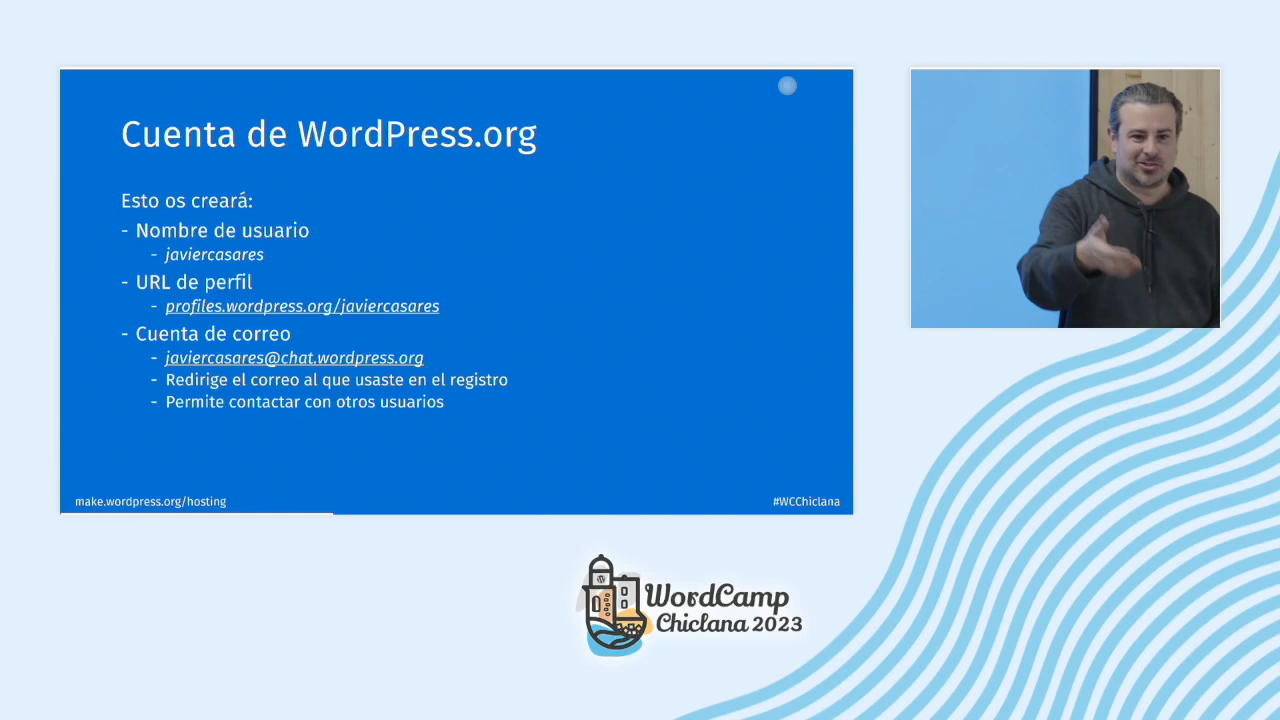 Cuenta de WordPress.org
Esto os creará:
- Nombre de usuario
- javiercasares
- URL de perfil
- profiles.wordpress.org/javiercasares
- Cuenta de correo
- javiercasares@chat.wordpress.org
- Redirige el correo al que usaste en el registro
- Permite contactar con otros usuarios
make.wordpress.org/hosting
#WCChiclana
WordCamp
Chiclana 2023